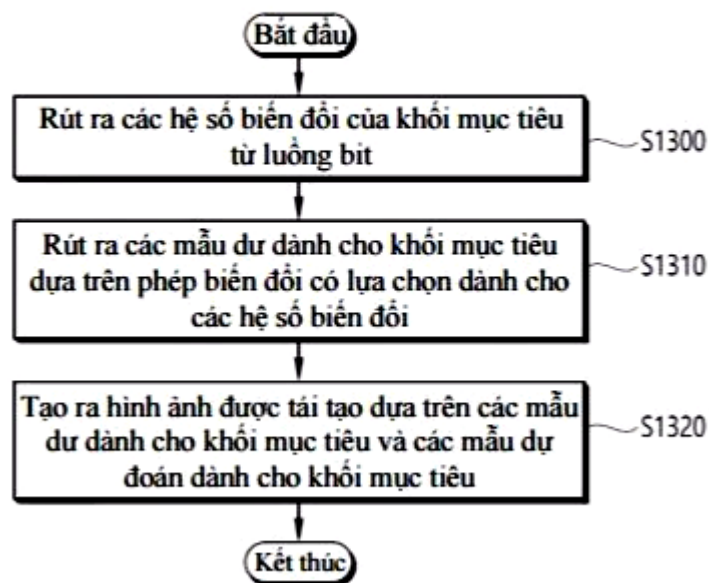 Bắt đầu
Rút ra các hệ số biến đổi của khối mục tiêu
từ luồng bit
S1300
Rút ra các mẫu dư dành cho khối mục tiêu
dựa trên phép biến đổi có lựa chọn dành cho
các hệ số biến đổi
S1310
Tạo ra hình ảnh được tái tạo dựa trên các mẫu
dư dành cho khối mục tiêu và các mẫu dự
đoán dành cho khối mục tiêu
S1320
Kết thúc